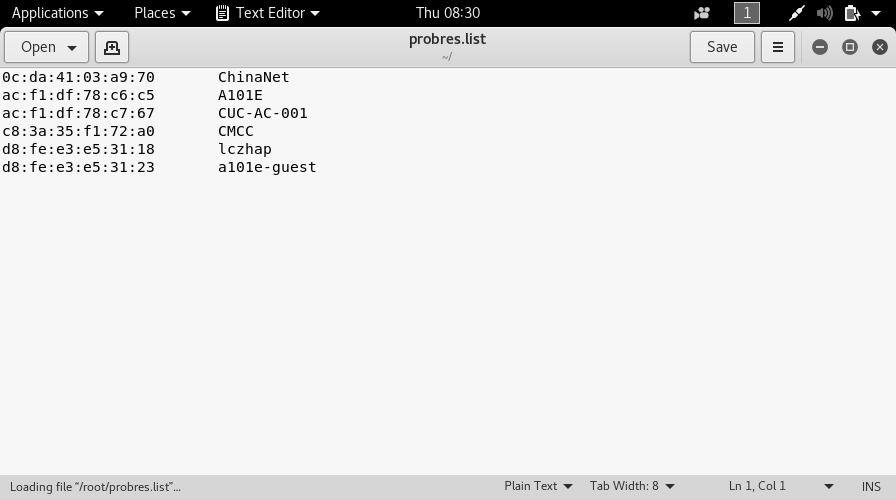 Applications Places Text Editor Thu 08:30 1
Open probres.list Save
~/
0c:da:41:03:a9:70 ChinaNet
ac:f1:df:78:c6:c5 A101E
ac:f1:df:78:c7:67 CUC-AC-001
c8:3a:35:f1:72:a0 CMCC
d8:fe:e3:e5:31:18 lczhap
d8:fe:e3:e5:31:23 a101e-guest
Loading file “/root/probres.list”... Plain Text Tab Width: 8 Ln 1, Col 1 INS